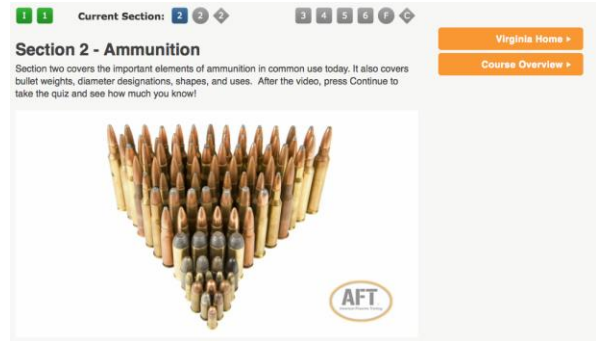 I 1 Current Section: 2 2 2 3 4 5 6 F C
Virginia Home ▸
Course Overview ▸
Section 2 - Ammunition
Section two covers the important elements of ammunition in common use today. It also covers
bullet weights, diameter designations, shapes, and uses. After the video, press Continue to
take the quiz and see how much you know!
AFT